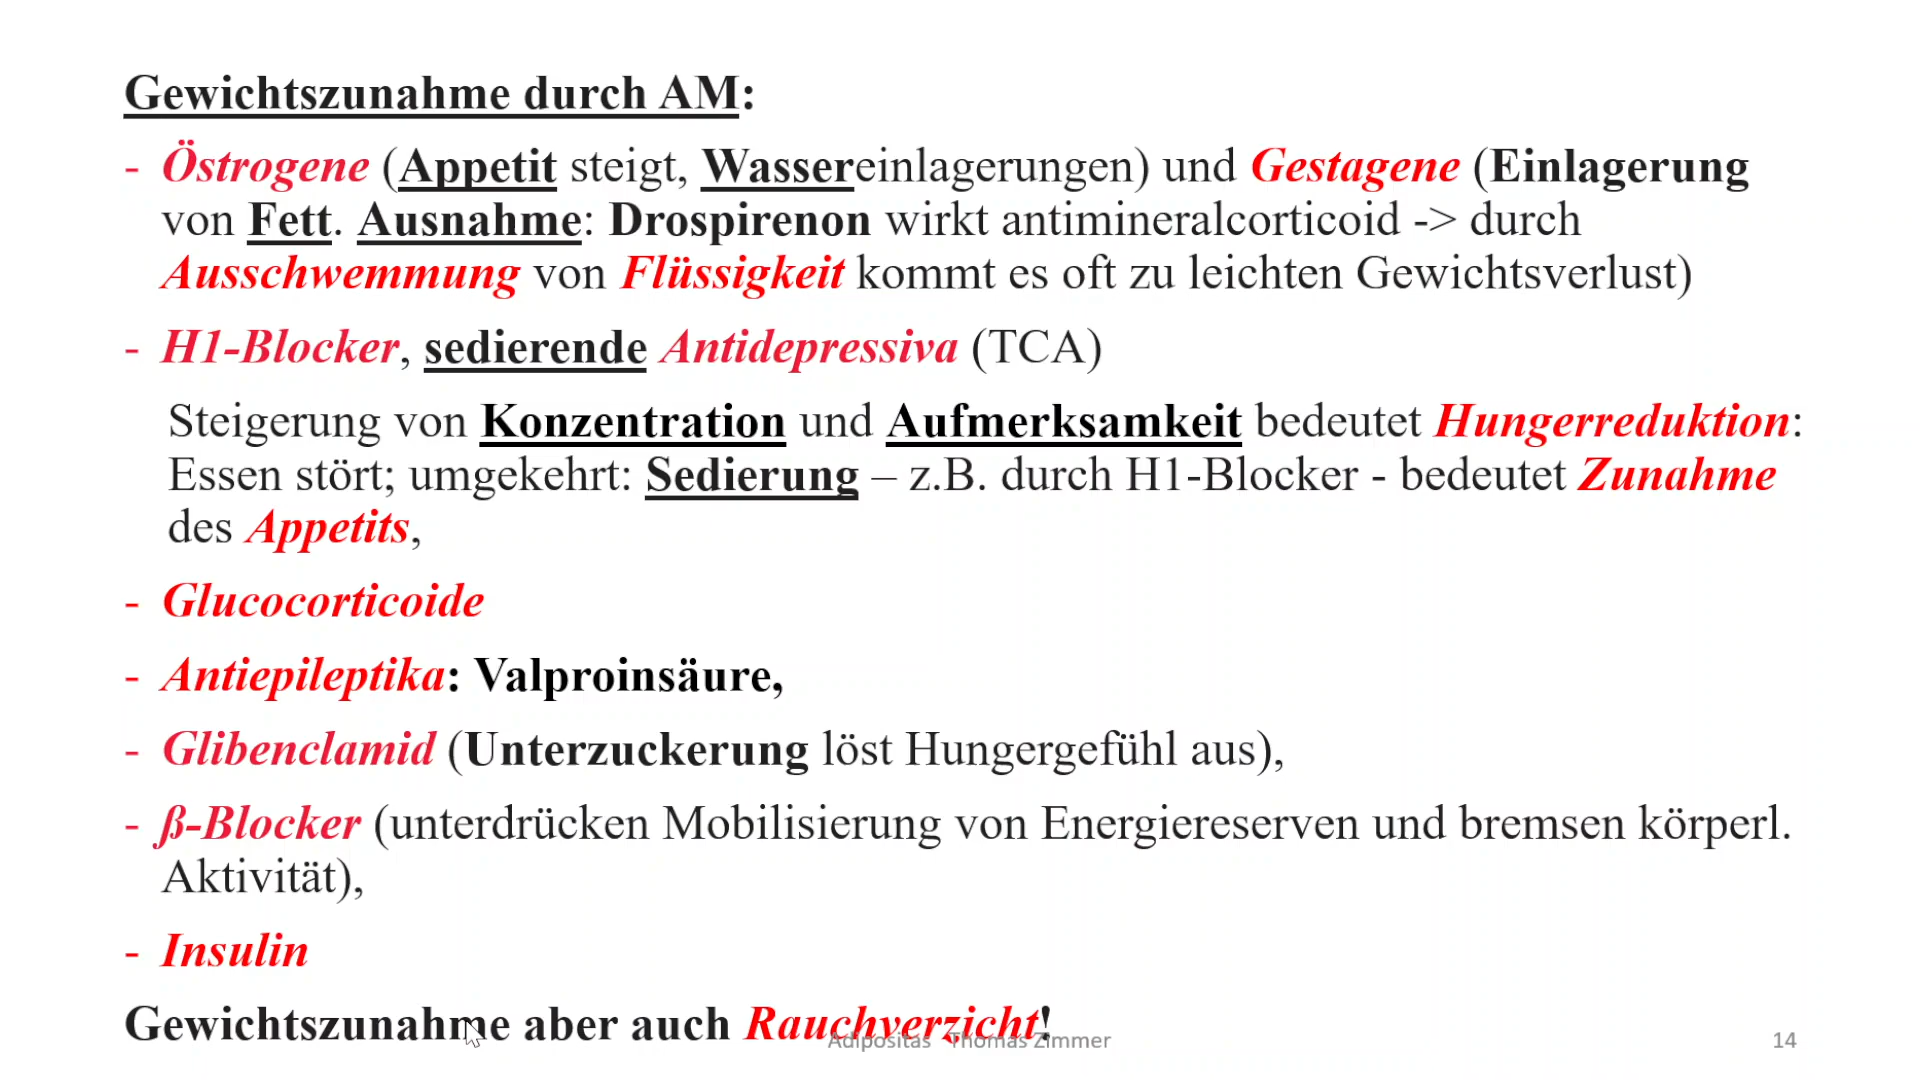 Gewichtszunahme durch AM:
- Östrogene (Appetit steigt, Wassereinlagerungen) und Gestagene (Einlagerung
von Fett. Ausnahme: Drospirenon wirkt antimineralcorticoid -> durch
Ausschwemmung von Flüssigkeit kommt es oft zu leichten Gewichtsverlust)
- H1-Blocker, sedierende Antidepressiva (TCA)
Steigerung von Konzentration und Aufmerksamkeit bedeutet Hungerreduktion:
Essen stört; umgekehrt: Sedierung – z.B. durch H1-Blocker - bedeutet Zunahme
des Appetits,
- Glucocorticoide
- Antiepileptika: Valproinsäure,
- Glibenclamid (Unterzuckerung löst Hungergefühl aus),
- ß-Blocker (unterdrücken Mobilisierung von Energiereserven und bremsen körperl.
Aktivität),
- Insulin
Gewichtszunahme aber auch Rauchverzicht!
Adipositas Thomas Zimmer
14